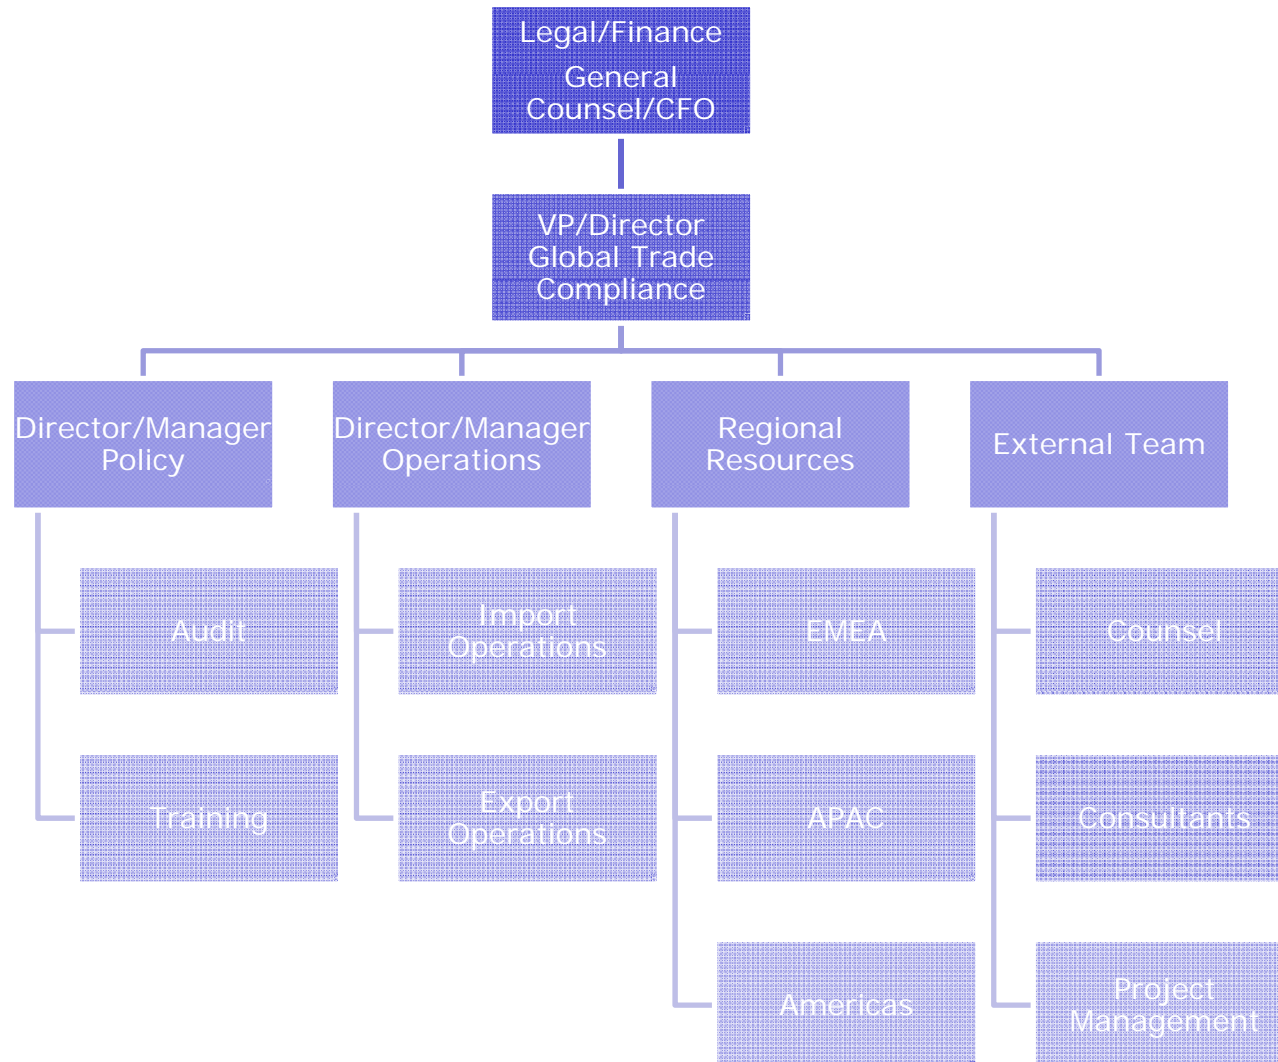 Legal/Finance
General
Counsel/CFO
VP/Director
Global Trade
Compliance
Director/Manager
Policy
Director/Manager
Operations
Regional
Resources
External Team
Audit
Import
Operations
EMEA
Counsel
Training
Export
Operations
APAC
Consultants
Americas
Project
Management